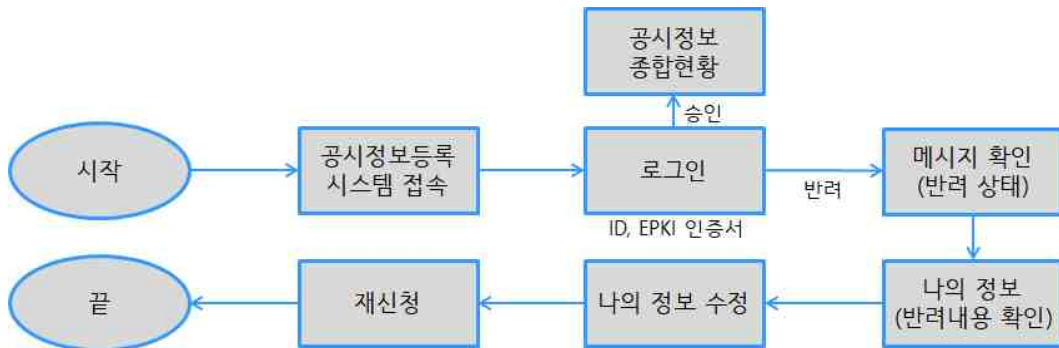 공시정보
종합현황
승인
시작
공시정보등록
시스템 접속
로그인
반려
메시지 확인
(반려 상태)
ID, EPKI 인증서
끝
재신청
나의 정보 수정
나의 정보
(반려내용 확인)